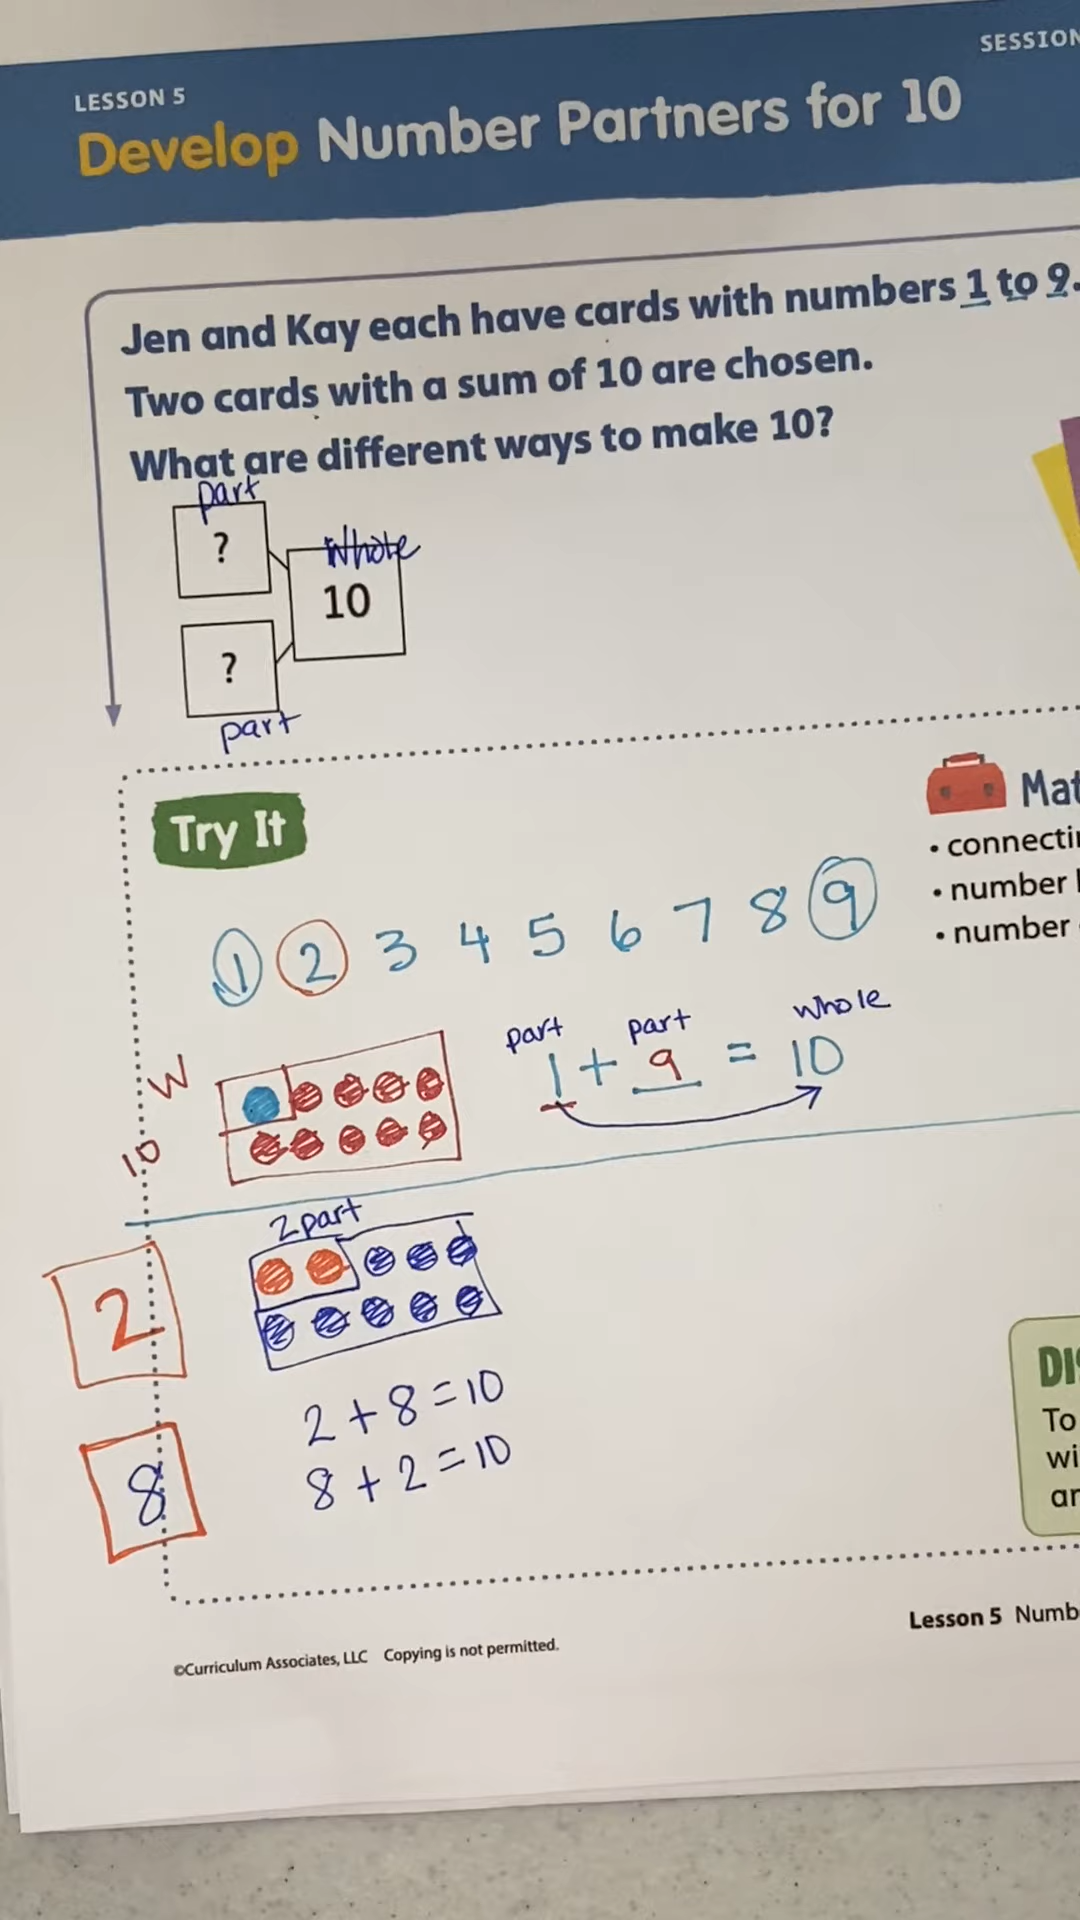 SESSION
LESSON 5
Develop Number Partners for 10
Jen and Kay each have cards with numbers 1 to 9.
Two cards with a sum of 10 are chosen.
What are different ways to make 10?
part
?
Whole
10
?
part
Try It
Mat
• connecti
• number
• number
1 2 3 4 5 6 7 8 9
part part whole
1 + 9 = 10
W
10
2 part
2
2 + 8 = 10
8 + 2 = 10
8
DIS
To
wi
ar
Lesson 5 Numb
©Curriculum Associates, LLC Copying is not permitted.